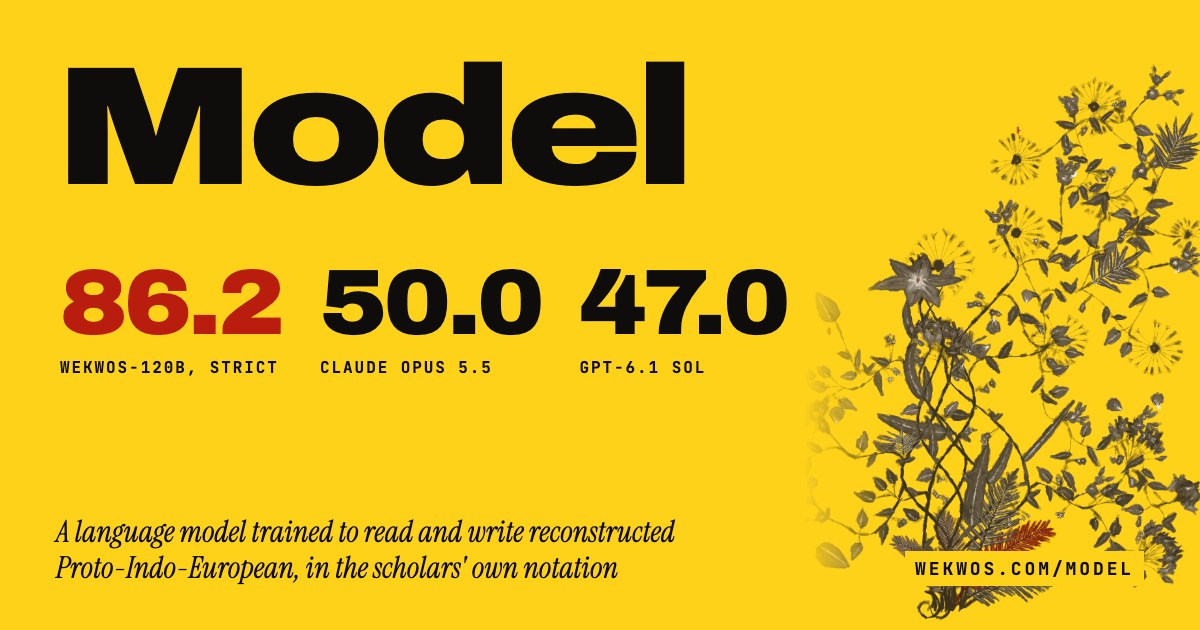 Model
86.2 50.0 47.0
WEKWOS-120B, STRICT CLAUDE OPUS 5.5 GPT-6.1 SOL
A language model trained to read and write reconstructed
Proto-Indo-European, in the scholars' own notation
WEKWOS.COM/MODEL